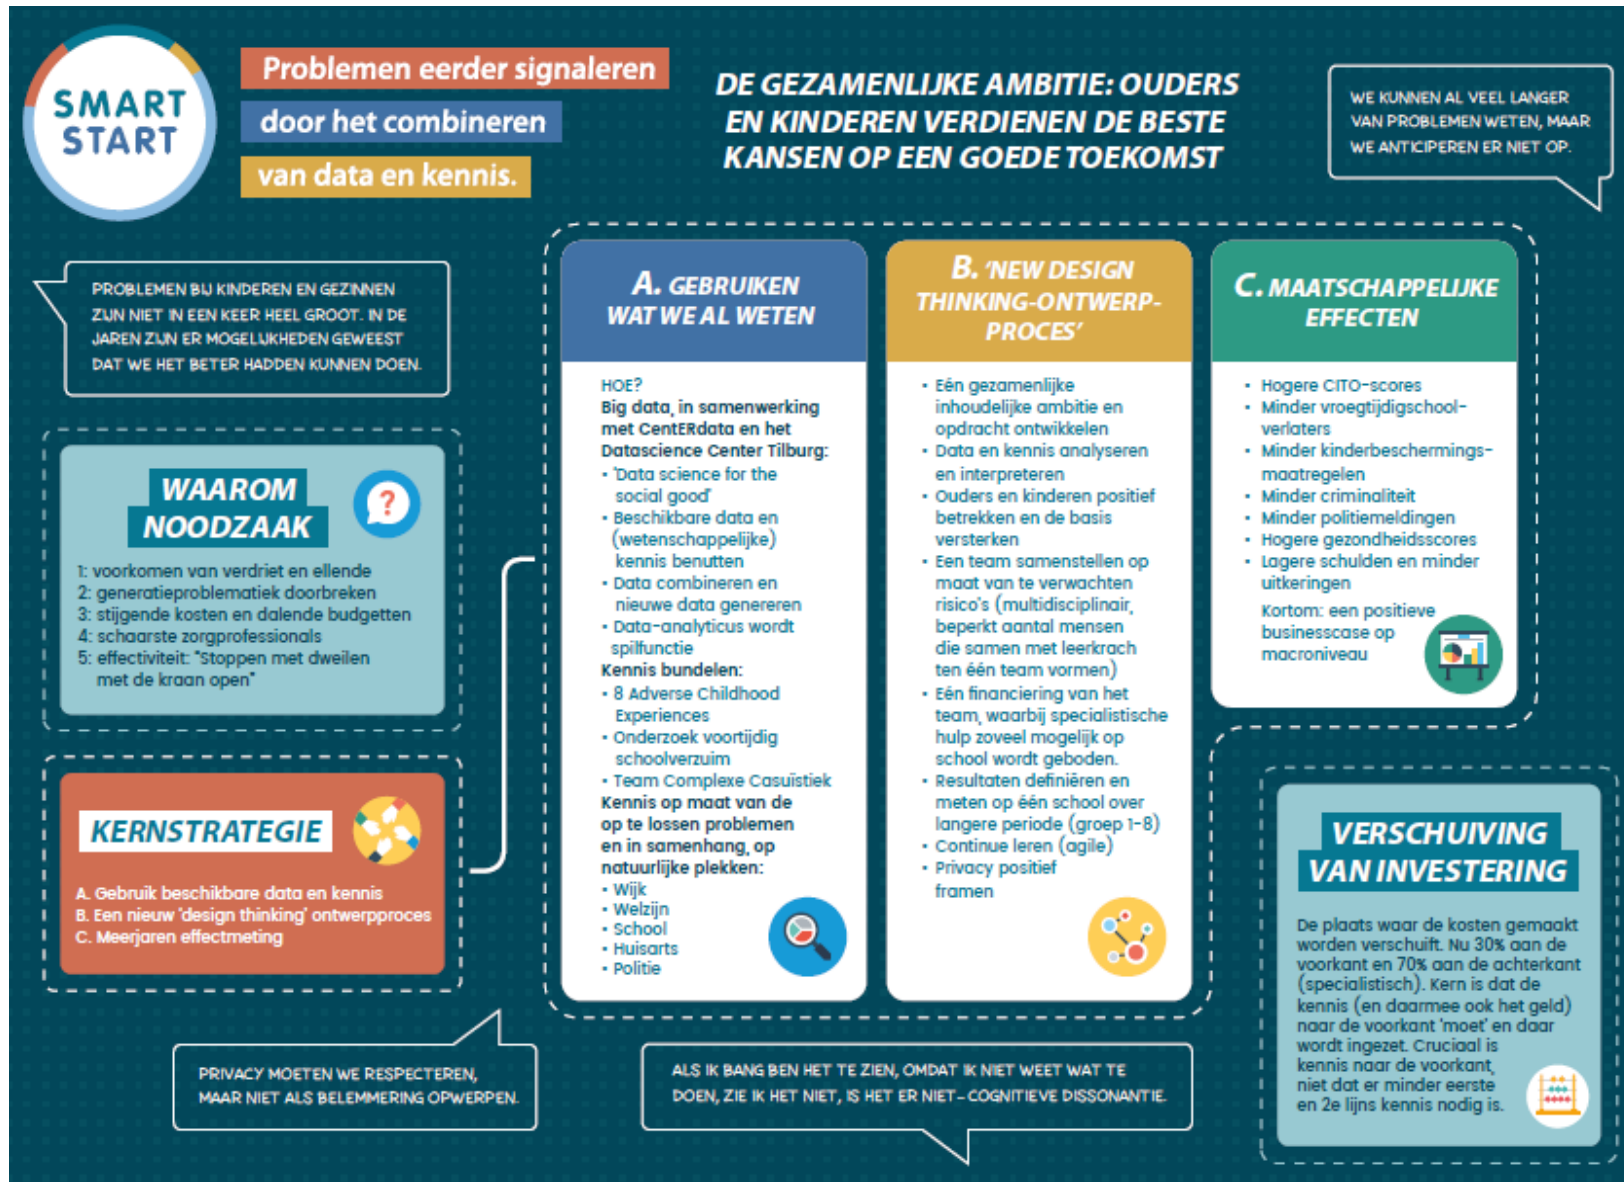 SMART
START
Problemen eerder signaleren
door het combineren
van data en kennis.
DE GEZAMENLIJKE AMBITIE: OUDERS
EN KINDEREN VERDIENEN DE BESTE
KANSEN OP EEN GOEDE TOEKOMST
WE KUNNEN AL VEEL LANGER
VAN PROBLEMEN WETEN, MAAR
WE ANTICIPEREN ER NIET OP.
PROBLEMEN BIJ KINDEREN EN GEZINNEN
ZIJN NIET IN EEN KEER HEEL GROOT. IN DE
JAREN ZIJN ER MOGELIJKHEDEN GEWEEST
DAT WE HET BETER HADDEN KUNNEN DOEN.
WAAROM
NOODZAAK
?
1: voorkomen van verdriet en ellende
2: generatieproblematiek doorbreken
3: stijgende kosten en dalende budgetten
4: schaarste zorgprofessionals
5: effectiviteit: "Stoppen met dweilen
met de kraan open"
KERNSTRATEGIE
A. Gebruik beschikbare data en kennis
B. Een nieuw 'design thinking' ontwerpproces
C. Meerjaren effectmeting
A. GEBRUIKEN
WAT WE AL WETEN
HOE?
Big data, in samenwerking
met CentERdata en het
Datascience Center Tilburg:
• 'Data science for the
social good'
• Beschikbare data en
(wetenschappelijke)
kennis benutten
• Data combineren en
nieuwe data genereren
• Data-analyticus wordt
spilfunctie
Kennis bundelen:
• 8 Adverse Childhood
Experiences
• Onderzoek voortijdig
schoolverzuim
• Team Complexe Casuïstiek
Kennis op maat van de
op te lossen problemen
en in samenhang, op
natuurlijke plekken:
• Wijk
• Welzijn
• School
• Huisarts
• Politie
B. 'NEW DESIGN
THINKING-ONTWERP-
PROCES'
• Eén gezamenlijke
inhoudelijke ambitie en
opdracht ontwikkelen
• Data en kennis analyseren
en interpreteren
• Ouders en kinderen positief
betrekken en de basis
versterken
• Een team samenstellen op
maat van te verwachten
risico's (multidisciplinair,
beperkt aantal mensen
die samen met leerkrach
ten één team vormen)
• Eén financiering van het
team, waarbij specialistische
hulp zoveel mogelijk op
school wordt geboden.
• Resultaten definiëren en
meten op één school over
langere periode (groep 1-8)
• Continue leren (agile)
• Privacy positief
framen
C. MAATSCHAPPELIJKE
EFFECTEN
• Hogere CITO-scores
• Minder vroegtijdigschool-
verlaters
• Minder kinderbeschermings-
maatregelen
• Minder criminaliteit
• Minder politiemeldingen
• Hogere gezondheidsscores
• Lagere schulden en minder
uitkeringen
Kortom: een positieve
businesscase op
macroniveau
VERSCHUIVING
VAN INVESTERING
De plaats waar de kosten gemaakt
worden verschuift. Nu 30% aan de
voorkant en 70% aan de achterkant
(specialistisch). Kern is dat de
kennis (en daarmee ook het geld)
naar de voorkant 'moet' en daar
wordt ingezet. Cruciaal is
kennis naar de voorkant,
niet dat er minder eerste
en 2e lijns kennis nodig is.
PRIVACY MOETEN WE RESPECTEREN,
MAAR NIET ALS BELEMMERING OPWERPEN.
ALS IK BANG BEN HET TE ZIEN, OMDAT IK NIET WEET WAT TE
DOEN, ZIE IK HET NIET, IS HET ER NIET - COGNITIEVE DISSONANTIE.